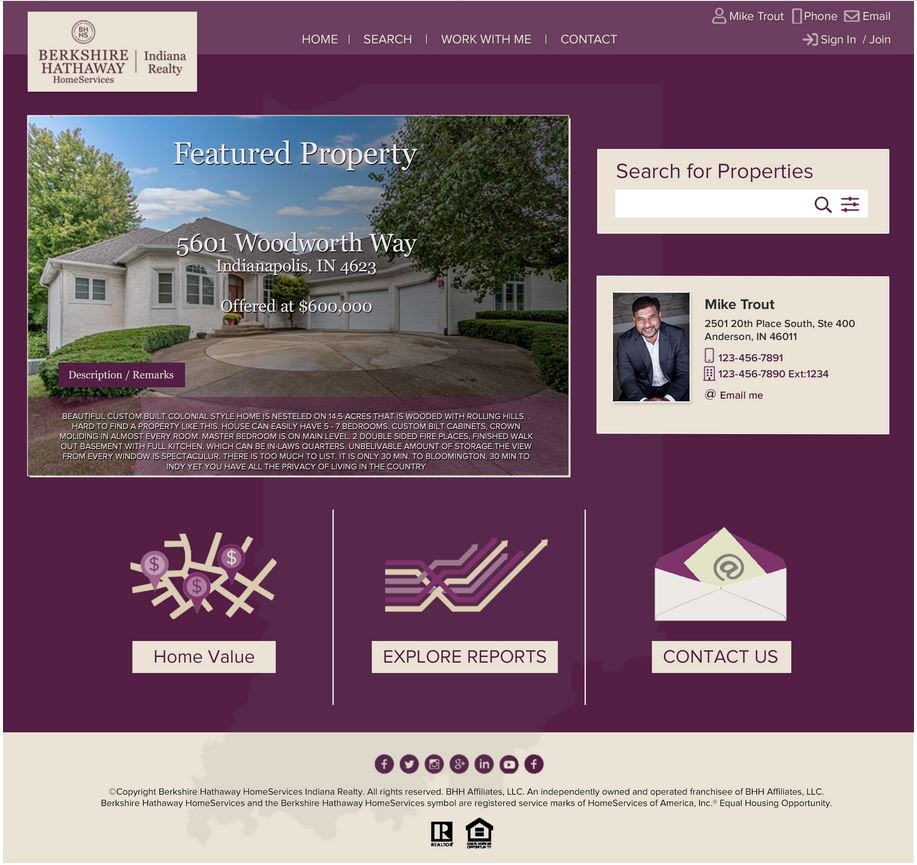 BH
HS
BERKSHIRE
HATHAWAY
HomeServices
Indiana
Realty
HOME | SEARCH | WORK WITH ME | CONTACT
Mike Trout Phone Email
Sign In / Join
Featured Property
5601 Woodworth Way
Indianapolis, IN 4623
Offered at $600,000
Description / Remarks
BEAUTIFUL CUSTOM BUILT COLONIAL STYLE HOME IS NESTELED ON 14.5 ACRES THAT IS WOODED WITH ROLLING HILLS. .
HARD TO FIND A PROPERTY LIKE THIS. HOUSE CAN EASILY HAVE 5 - 7 BEDROOMS. CUSTOM BILT CABINETS, CROWN
MOLIDING IN ALMOST EVERY ROOM. MASTER BEDROOM IS ON MAIN LEVEL. 2 DOUBLE SIDED FIRE PLACES, FINISHED WALK
OUT BASEMENT WITH FULL KITCHEN. WHICH CAN BE IN-LAWS QUARTERS. UNBELIVABLE AMOUNT OF STORAGE.THE VIEW
FROM EVERY WINDOW IS SPECTACULUR. THERE IS TOO MUCH TO LIST. IT IS ONLY 30 MIN. TO BLOOMINGTON, 30 MIN TO
INDY YET YOU HAVE ALL THE PRIVACY OF LIVING IN THE COUNTRY
Search for Properties
Mike Trout
2501 20th Place South, Ste 400
Anderson, IN 46011
123-456-7891
123-456-7890 Ext:1234
@ Email me
$ $ $
@
Home Value
EXPLORE REPORTS
CONTACT US
©Copyright Berkshire Hathaway HomeServices Indiana Realty. All rights reserved. BHH Affiliates, LLC. An independently owned and operated franchisee of BHH Affiliates, LLC.
Berkshire Hathaway HomeServices and the Berkshire Hathaway HomeServices symbol are registered service marks of HomeServices of America, Inc.® Equal Housing Opportunity.
REALTOR
EQUAL HOUSING
OPPORTUNITY